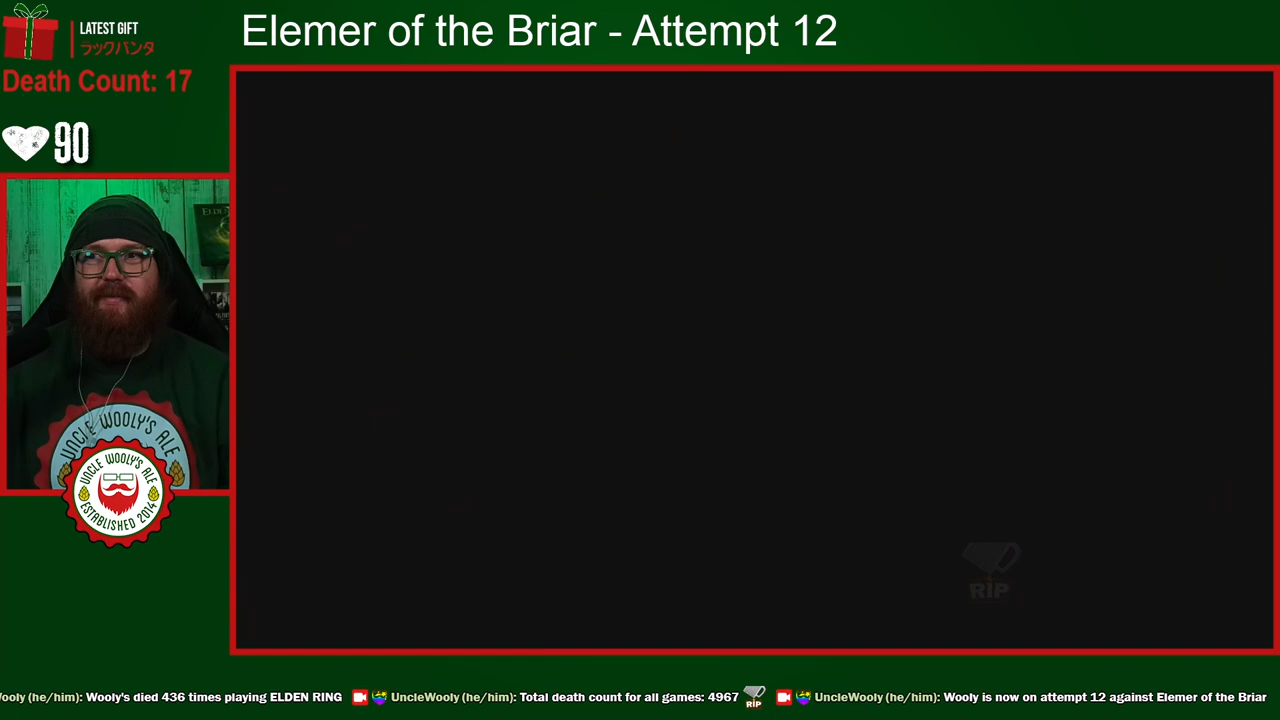 LATEST GIFT
ラックパンタ
Elemer of the Briar - Attempt 12
Death Count: 17
90
ELDEN
UNCLE WOOLY'S ALE
UNCLE WOOLY'S ALE
ESTABLISHED 2014
RIP
Wooly (he/him): Wooly's died 436 times playing ELDEN RING UncleWooly (he/him): Total death count for all games: 4967 RIP UncleWooly (he/him): Wooly is now on attempt 12 against Elemer of the Briar